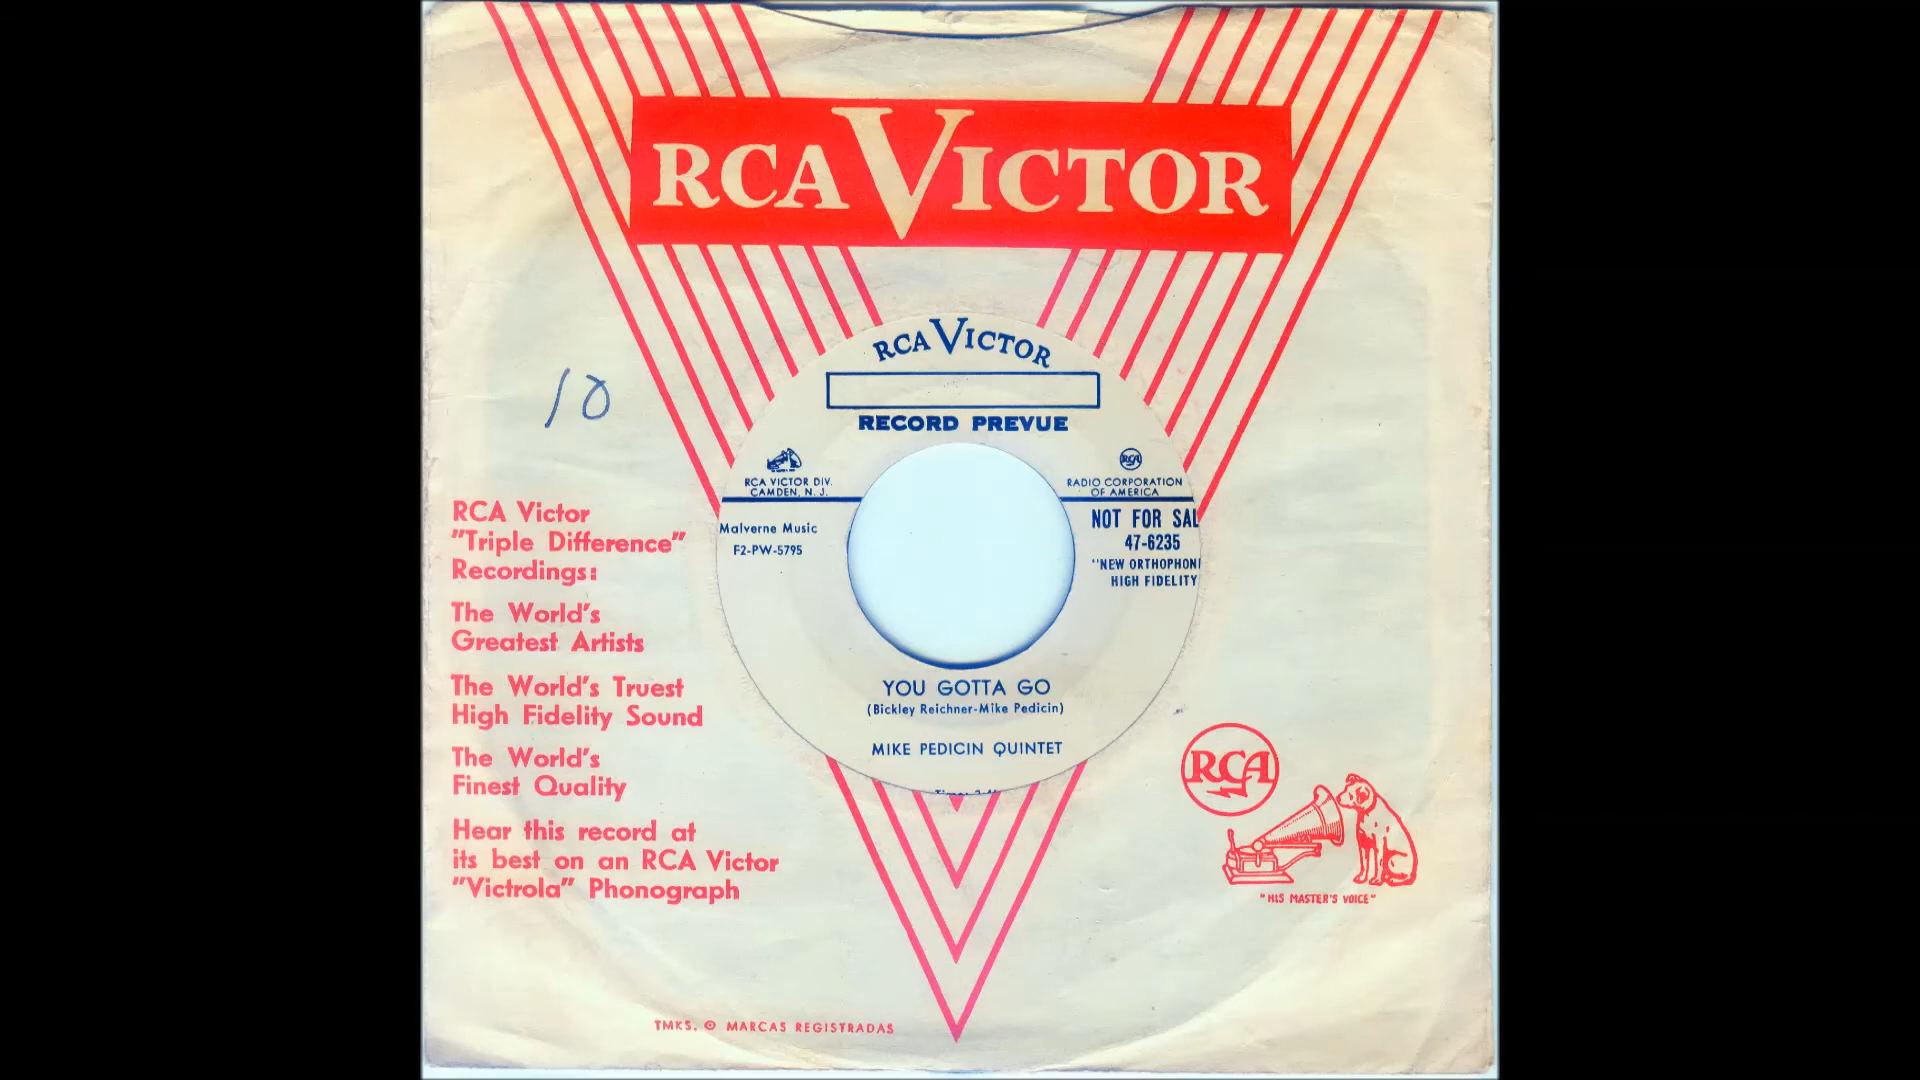 RCA VICTOR
RCA VICTOR
RECORD PREVUE
10
RCA VICTOR DIV.
CAMDEN, N. J.
RADIO CORPORATION
OF AMERICA
RCA
Malverne Music
F2-PW-5795
NOT FOR SAL
47-6235
"NEW ORTHOPHONI
HIGH FIDELITY
RCA Victor
"Triple Difference"
Recordings:
The World's
Greatest Artists
The World's Truest
High Fidelity Sound
The World's
Finest Quality
Hear this record at
its best on an RCA Victor
"Victrola" Phonograph
YOU GOTTA GO
(Bickley Reichner-Mike Pedicin)
MIKE PEDICIN QUINTET
RCA
"HIS MASTER'S VOICE"
TMKS. ® MARCAS REGISTRADAS